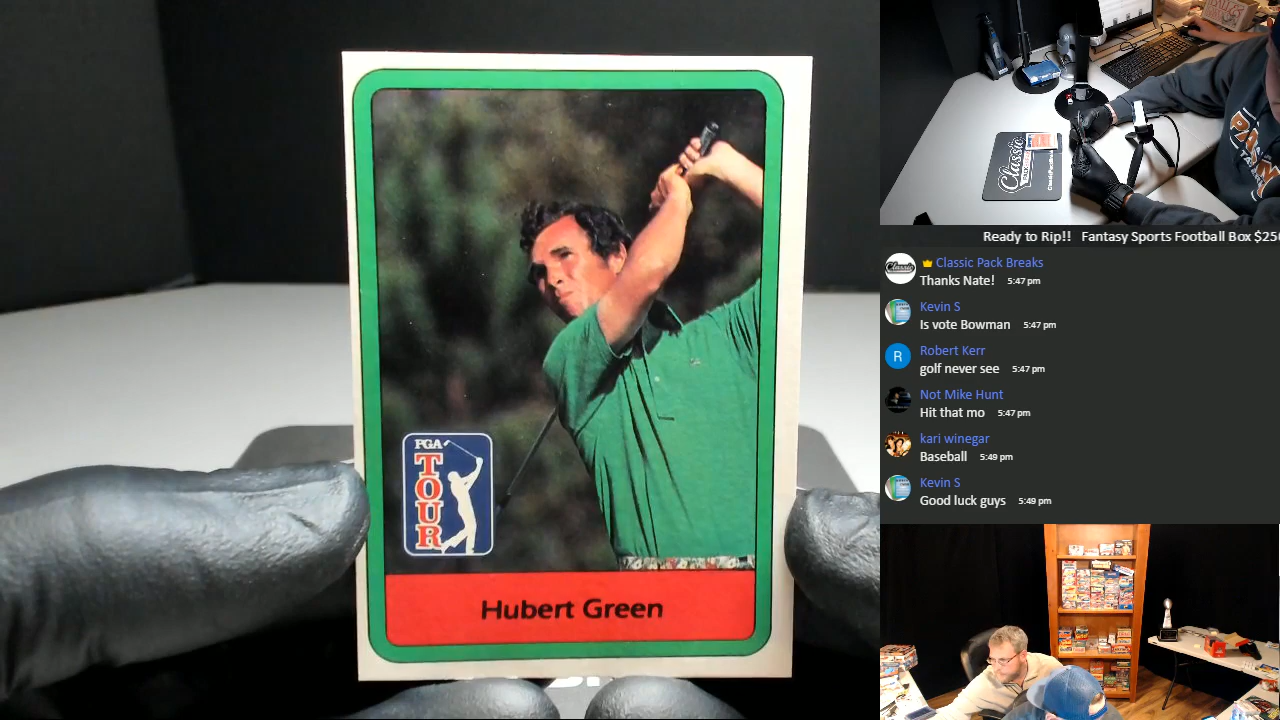 PGA
TOUR
Hubert Green
Classic
Ready to Rip!! Fantasy Sports Football Box $25
Classic Pack Breaks
Thanks Nate! 5:47 pm
Kevin S
Is vote Bowman 5:47 pm
R
Robert Kerr
golf never see 5:47 pm
Not Mike Hunt
Hit that mo 5:47 pm
kari winegar
Baseball 5:49 pm
Kevin S
Good luck guys 5:49 pm